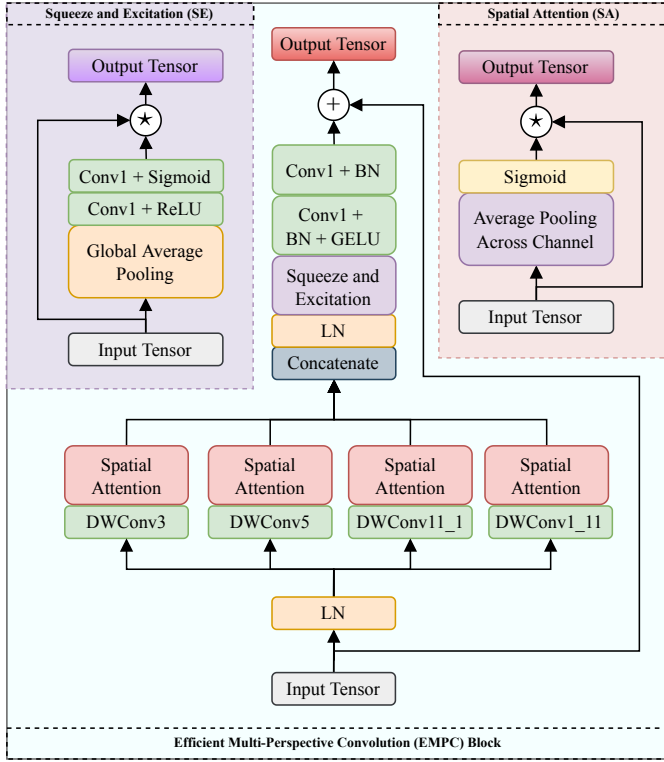 Squeeze and Excitation (SE)
Output Tensor
Conv1 + Sigmoid
Conv1 + ReLU
Global Average
Pooling
Input Tensor
Output Tensor
+
Conv1 + BN
Conv1 +
BN + GELU
Squeeze and
Excitation
LN
Concatenate
Spatial Attention (SA)
Output Tensor
Sigmoid
Average Pooling
Across Channel
Input Tensor
Spatial
Attention
DWConv3
Spatial
Attention
DWConv5
Spatial
Attention
DWConv11_1
Spatial
Attention
DWConv1_11
LN
Input Tensor
Efficient Multi-Perspective Convolution (EMPC) Block